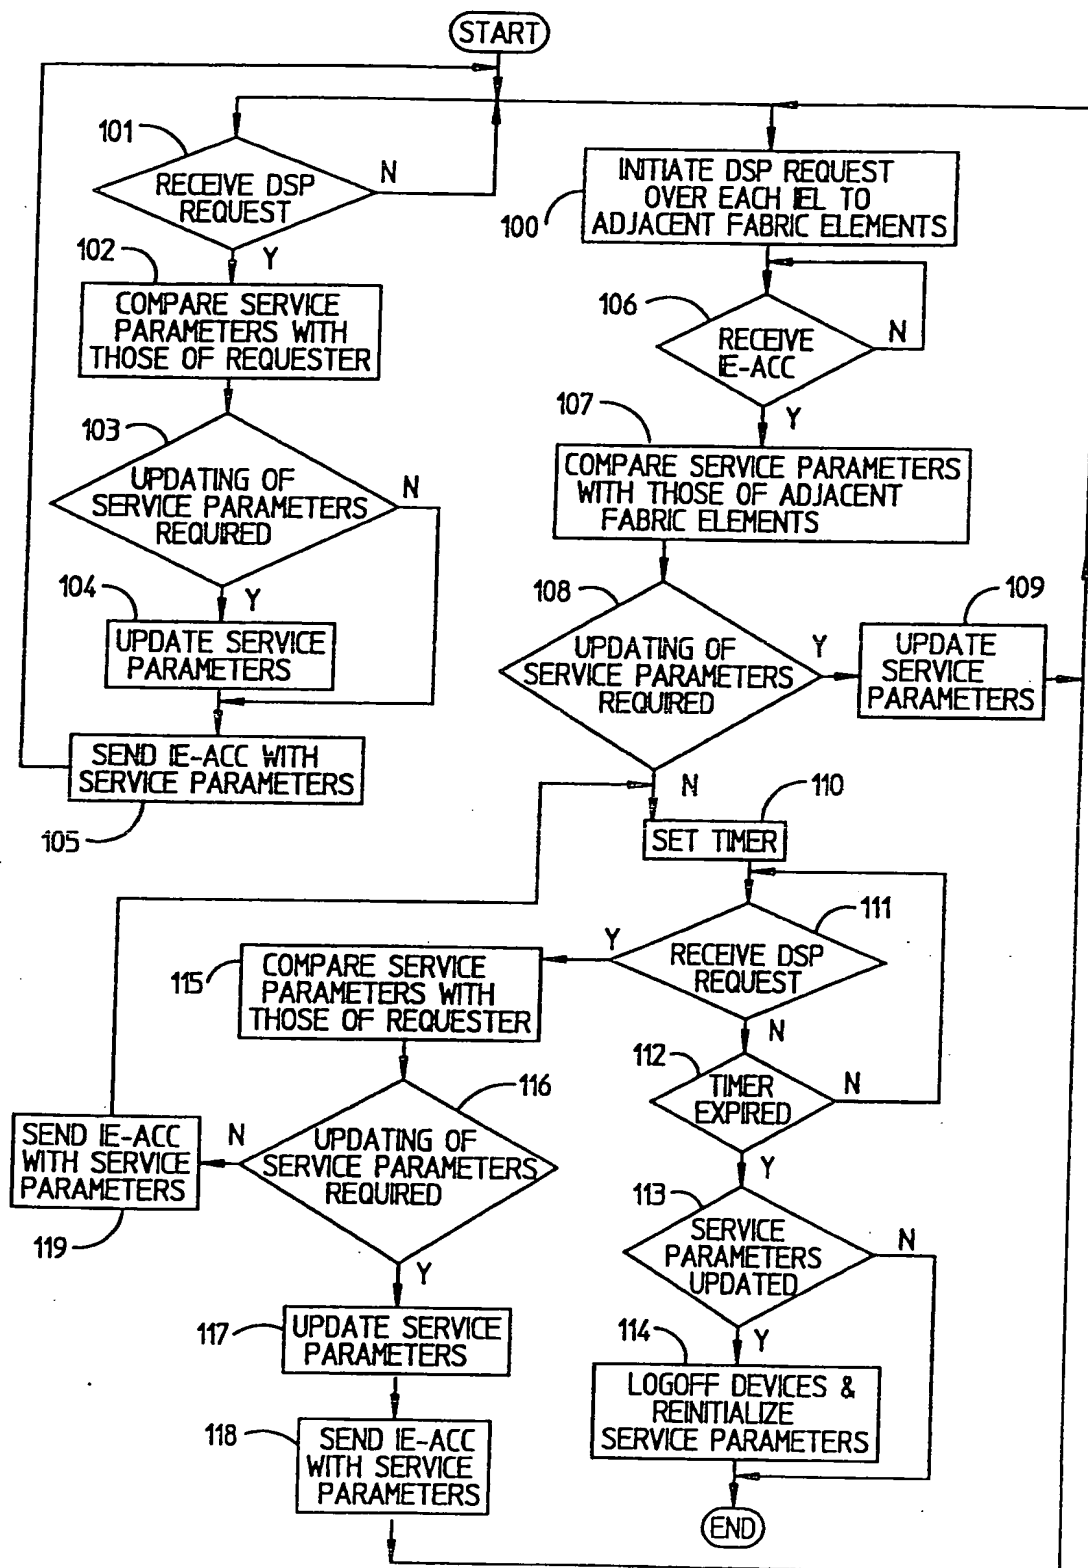 START
101
RECEIVE DSP
REQUEST
N
Y
INITIATE DSP REQUEST
OVER EACH IEL TO
ADJACENT FABRIC ELEMENTS
100
102
COMPARE SERVICE
PARAMETERS WITH
THOSE OF REQUESTER
106
RECEIVE
IE-ACC
N
Y
103
UPDATING OF
SERVICE PARAMETERS
REQUIRED
N
Y
107
COMPARE SERVICE PARAMETERS
WITH THOSE OF ADJACENT
FABRIC ELEMENTS
104
UPDATE SERVICE
PARAMETERS
108
UPDATING OF
SERVICE PARAMETERS
REQUIRED
Y
N
109
UPDATE
SERVICE
PARAMETERS
SEND IE-ACC WITH
SERVICE PARAMETERS
105
110
SET TIMER
111
RECEIVE DSP
REQUEST
Y
N
115
COMPARE SERVICE
PARAMETERS WITH
THOSE OF REQUESTER
112
TIMER
EXPIRED
N
Y
116
UPDATING OF
SERVICE PARAMETERS
REQUIRED
N
Y
SEND IE-ACC
WITH SERVICE
PARAMETERS
119
113
SERVICE
PARAMETERS
UPDATED
N
Y
117
UPDATE SERVICE
PARAMETERS
114
LOGOFF DEVICES &
REINITIALIZE
SERVICE PARAMETERS
118
SEND IE-ACC
WITH SERVICE
PARAMETERS
END